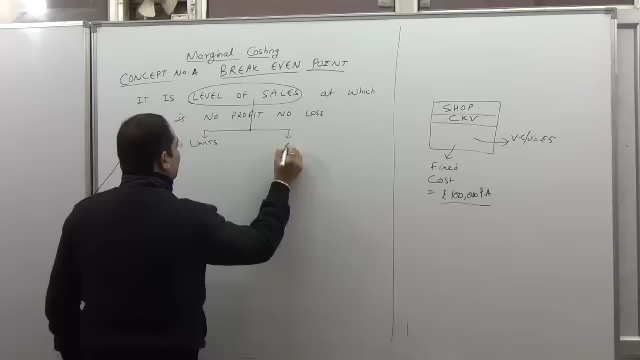 Marginal Costing
CONCEPT NO A BREAK EVEN POINT
IT IS LEVEL OF SALES at which
is NO PROFIT NO LOSS
UNITS
SHOP
CKV
V.C/U = £5
Fixed
Cost
= £ 100,000 P.A